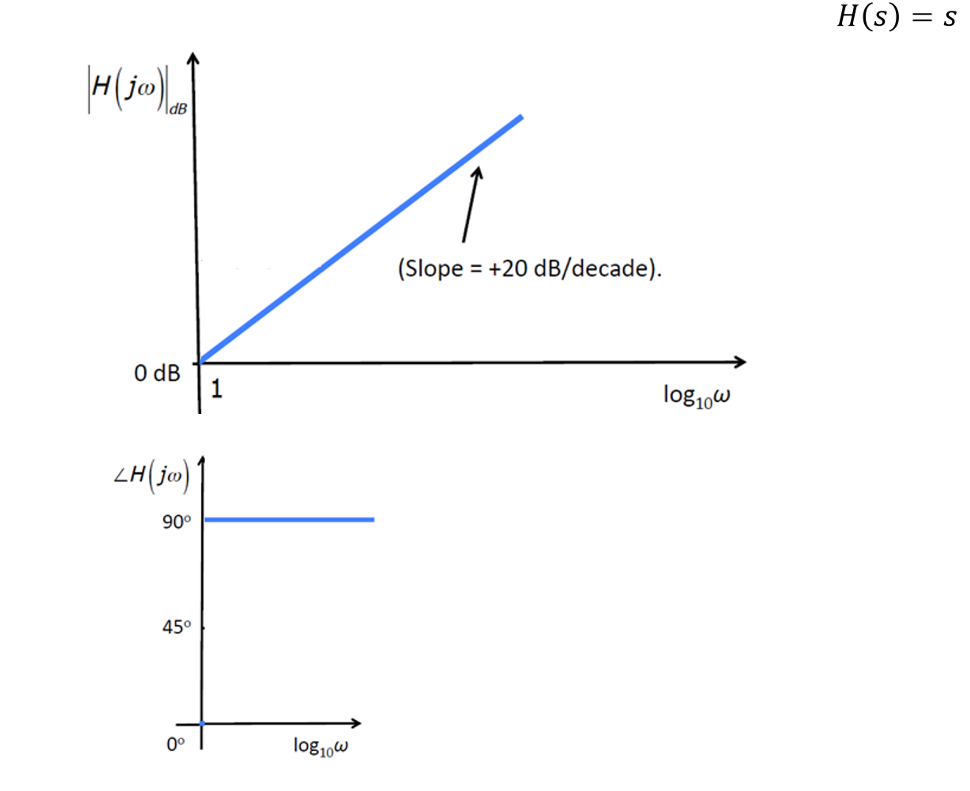 H(s) = s
|H(jω)|dB
(Slope = +20 dB/decade).
0 dB
1
log₁₀ω
∠H(jω)
90°
45°
0°
log₁₀ω